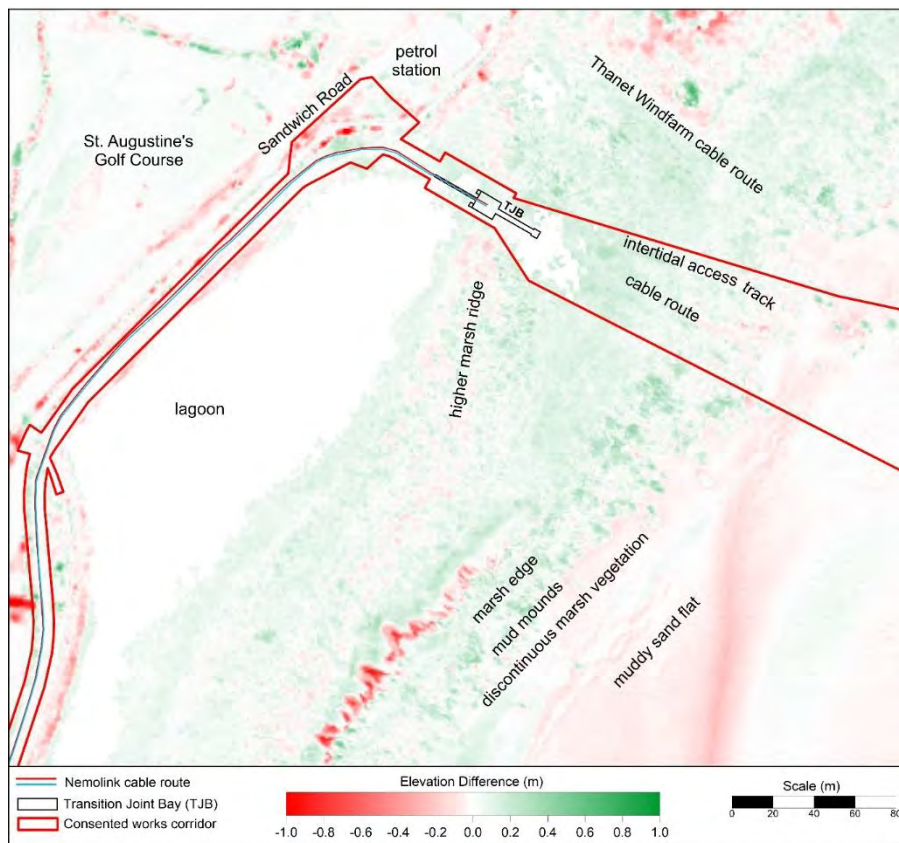 petrol
station
Sandwich Road
St. Augustine's
Golf Course
Thanet Windfarm cable route
TJB
intertidal access track
cable route
higher marsh ridge
lagoon
marsh edge
mud mounds
discontinuous marsh vegetation
muddy sand flat
Nemolink cable route
Transition Joint Bay (TJB)
Consented works corridor
Elevation Difference (m)
-1.0 -0.8 -0.6 -0.4 -0.2 0.0 0.2 0.4 0.6 0.8 1.0
Scale (m)
0 20 40 60 80